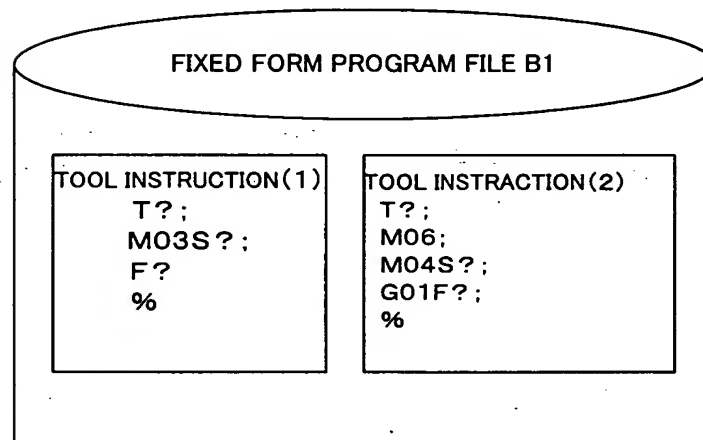 FIXED FORM PROGRAM FILE B1
TOOL INSTRUCTION(1)
T?;
M03S?;
F?
%
TOOL INSTRACTION(2)
T?;
M06;
M04S?;
G01F?;
%